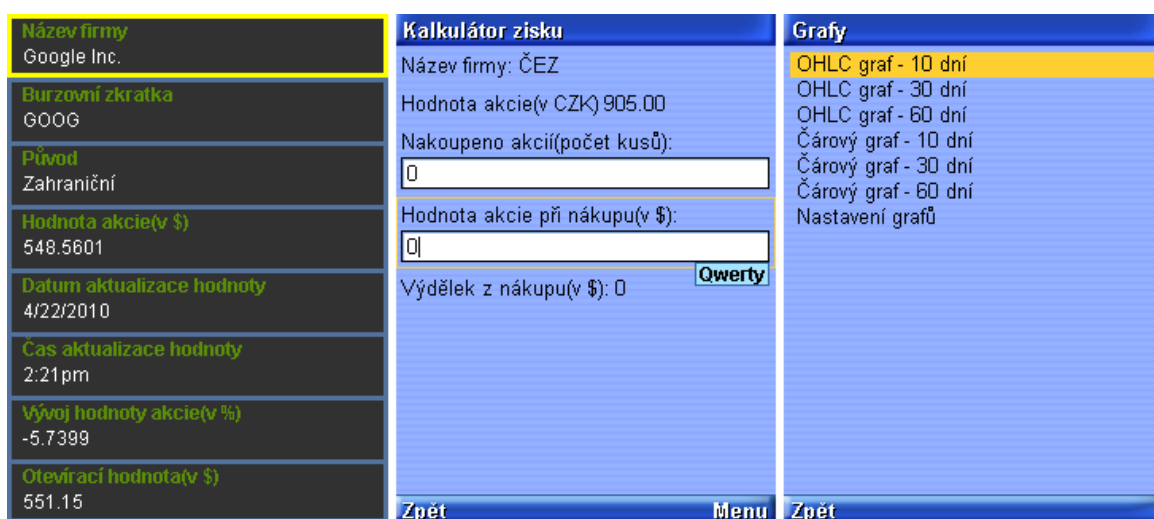 Název firmy
Google Inc.
Burzovní zkratka
GOOG
Původ
Zahraniční
Hodnota akcie(v $)
548.5601
Datum aktualizace hodnoty
4/22/2010
Čas aktualizace hodnoty
2:21pm
Vývoj hodnoty akcie(v %)
-5.7399
Otevírací hodnota(v $)
551.15
Kalkulátor zisku
Název firmy: ČEZ
Hodnota akcie(v CZK) 905.00
Nakoupeno akcií(počet kusů):
0
Hodnota akcie při nákupu(v $):
0
Qwerty
Výdělek z nákupu(v $): 0
Zpět Menu
Grafy
OHLC graf - 10 dní
OHLC graf - 30 dní
OHLC graf - 60 dní
Čárový graf - 10 dní
Čárový graf - 30 dní
Čárový graf - 60 dní
Nastavení grafů
Zpět